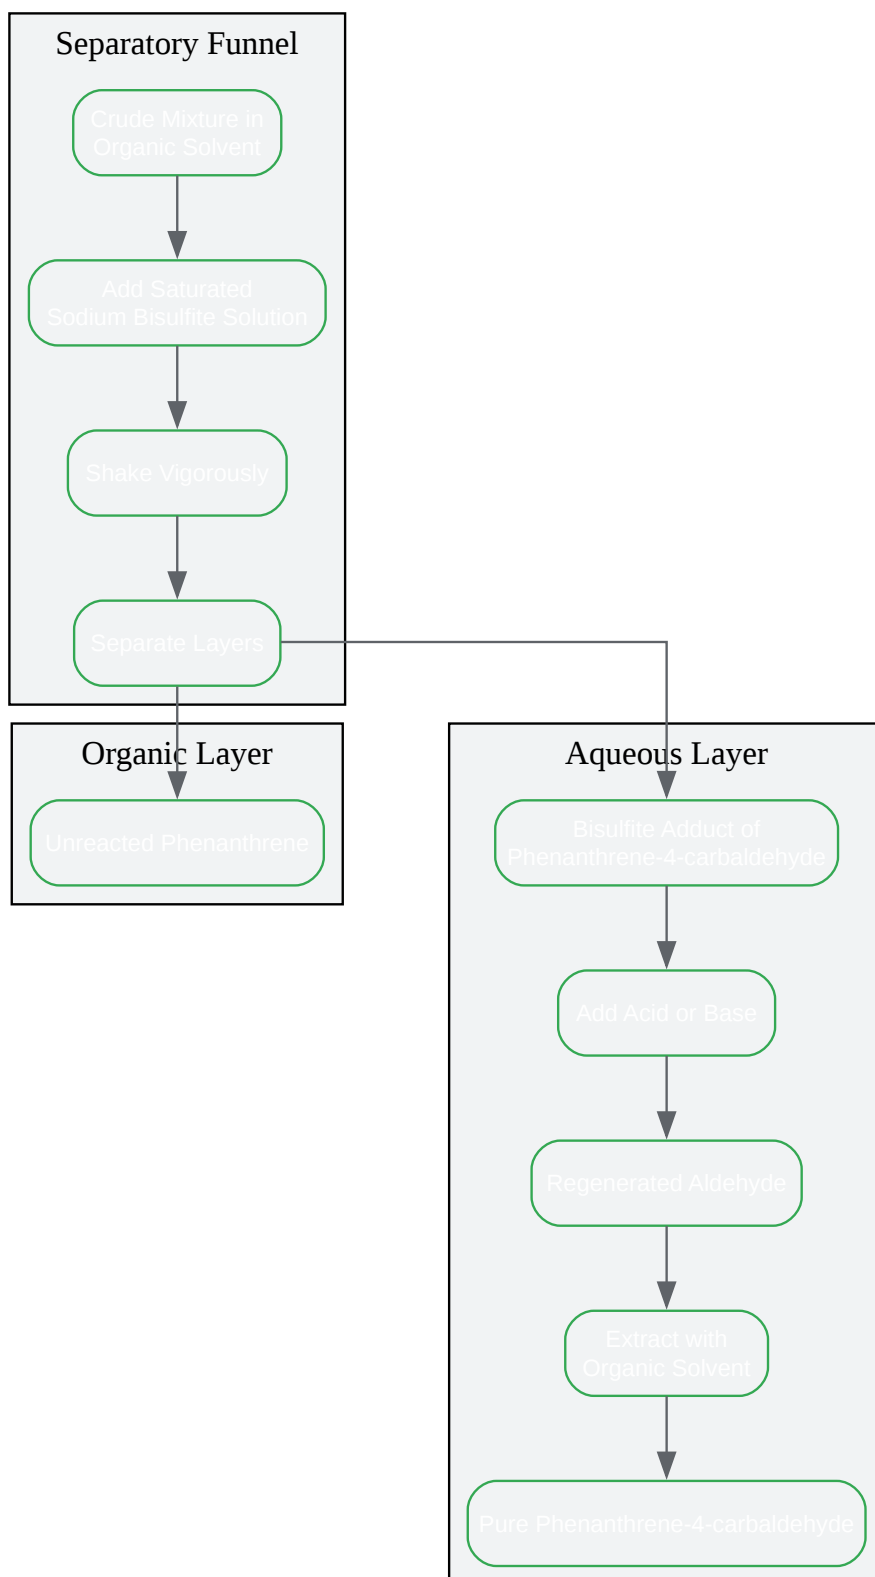 Separatory Funnel
Crude Mixture in
Organic Solvent
Add Saturated
Sodium Bisulfite Solution
Shake Vigorously
Separate Layers
Organic Layer
Unreacted Phenanthrene
Aqueous Layer
Bisulfite Adduct of
Phenanthrene-4-carbaldehyde
Add Acid or Base
Regenerated Aldehyde
Extract with
Organic Solvent
Pure Phenanthrene-4-carbaldehyde